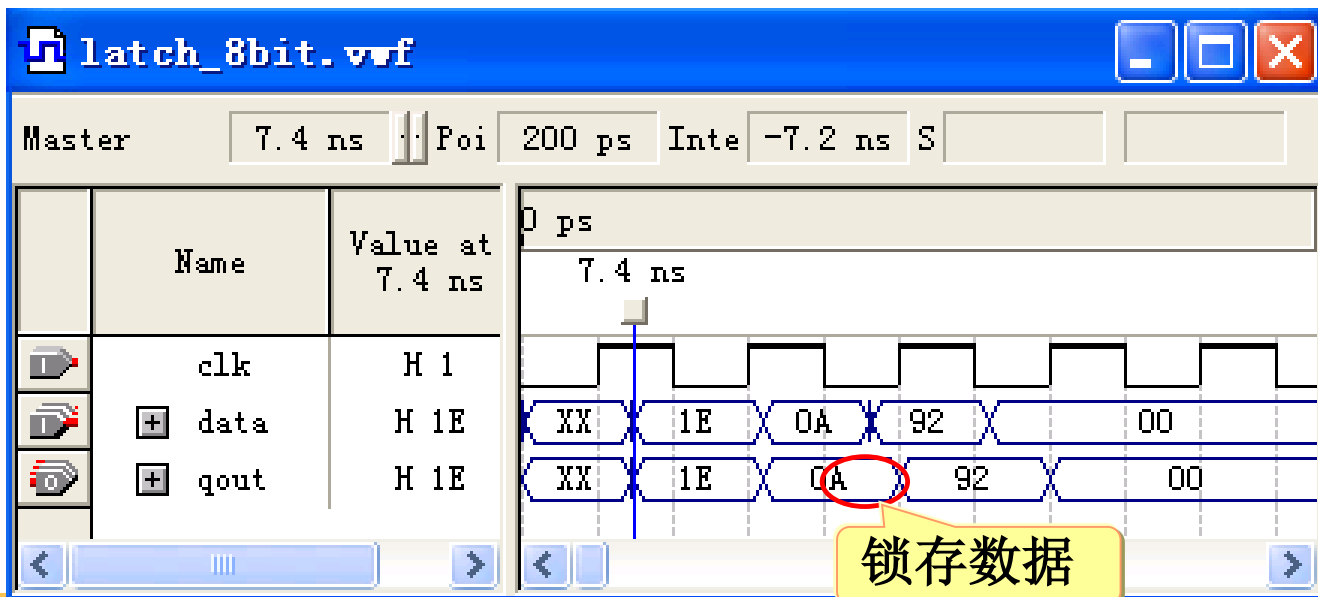 latch_8bit.vwf
Master 7.4 ns Poi 200 ps Inte -7.2 ns S
Name Value at 7.4 ns
0 ps
7.4 ns
clk H 1
+ data H 1E XX 1E 0A 92 00
+ qout H 1E XX 1E 0A 92 00
锁存数据